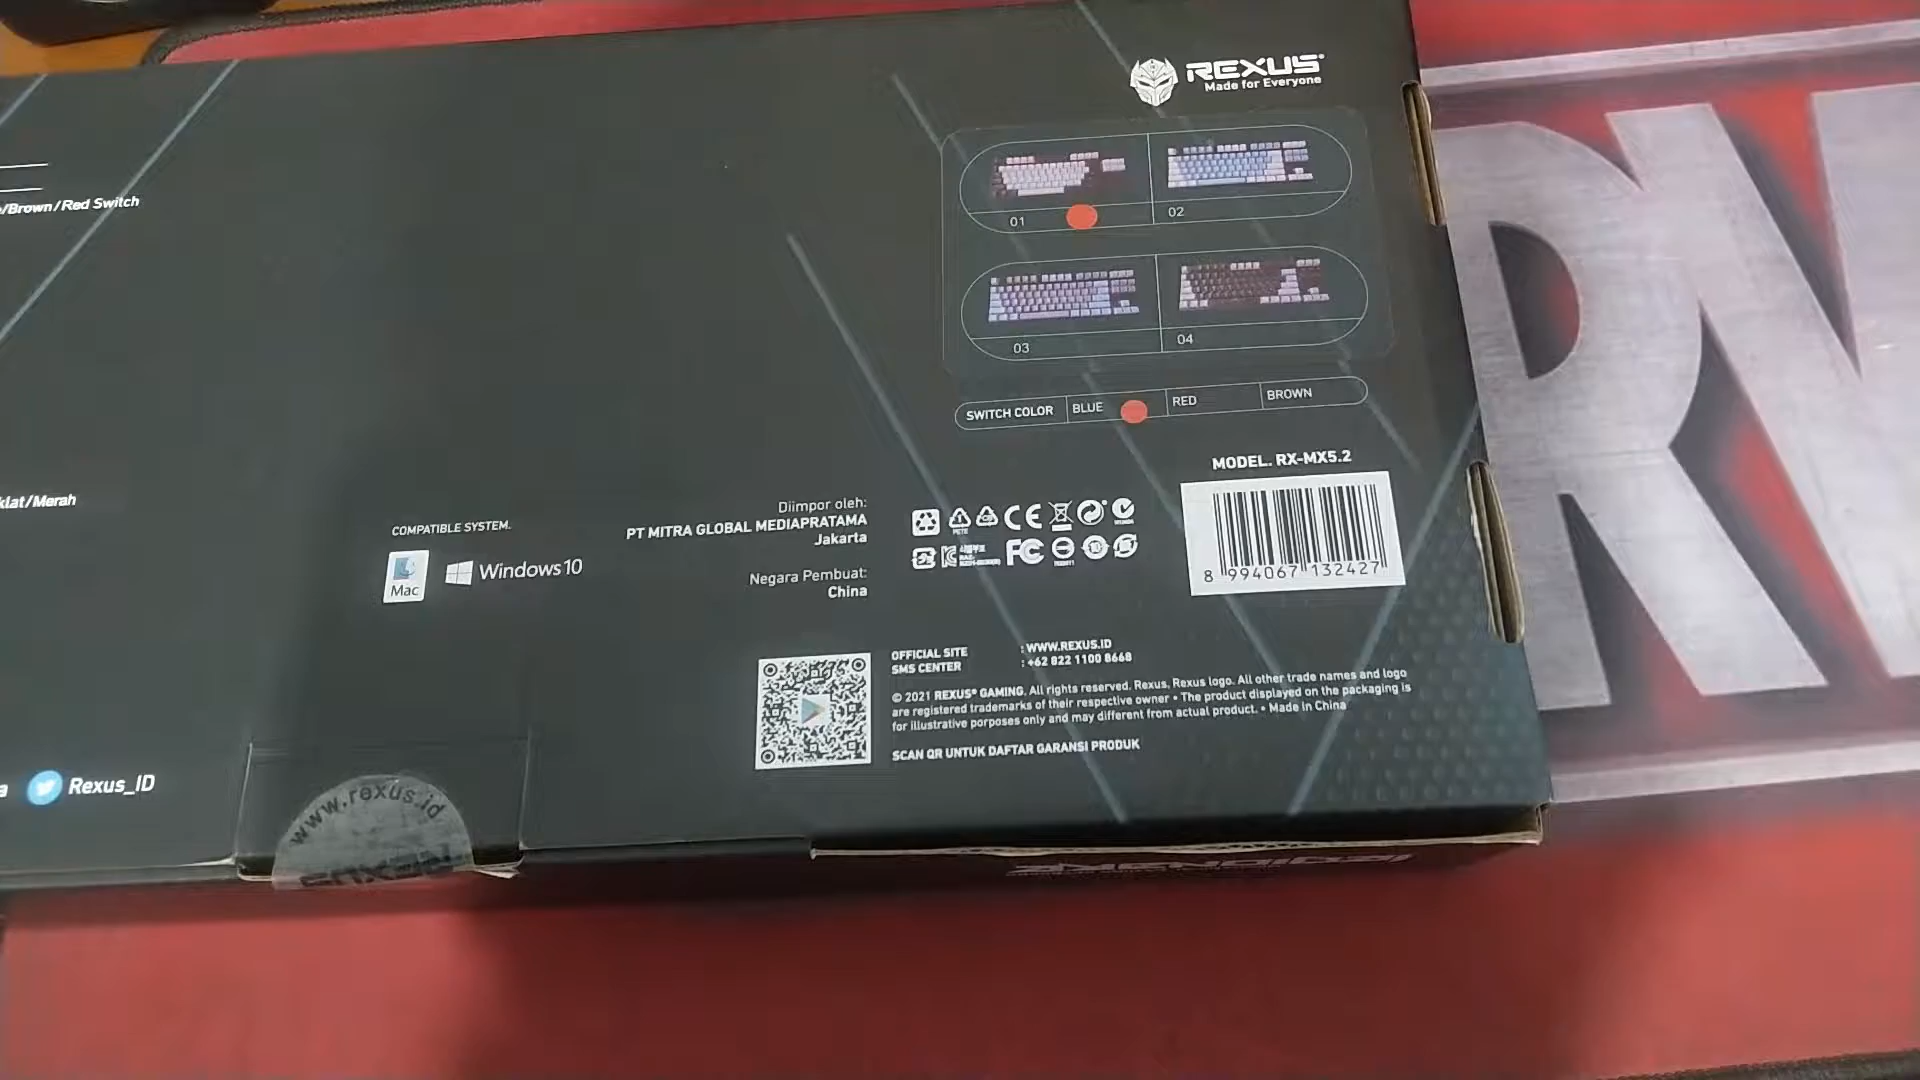 REXUS
Made for Everyone
01
02
03
04
SWITCH COLOR
BLUE
RED
BROWN
/Brown/Red Switch
klat/Merah
MODEL. RX-MX5.2
8 994067 132427
COMPATIBLE SYSTEM.
Mac
Windows 10
Diimpor oleh:
PT MITRA GLOBAL MEDIAPRATAMA
Jakarta
Negara Pembuat:
China
CE
FC
OFFICIAL SITE : WWW.REXUS.ID
SMS CENTER : +62 822 1100 8668
© 2021 REXUS® GAMING. All rights reserved. Rexus, Rexus logo. All other trade names and logo
are registered trademarks of their respective owner • The product displayed on the packaging is
for illustrative porposes only and may different from actual product. • Made in China
SCAN QR UNTUK DAFTAR GARANSI PRODUK
a
Rexus_ID
www.rexus.id
REXUS
RV